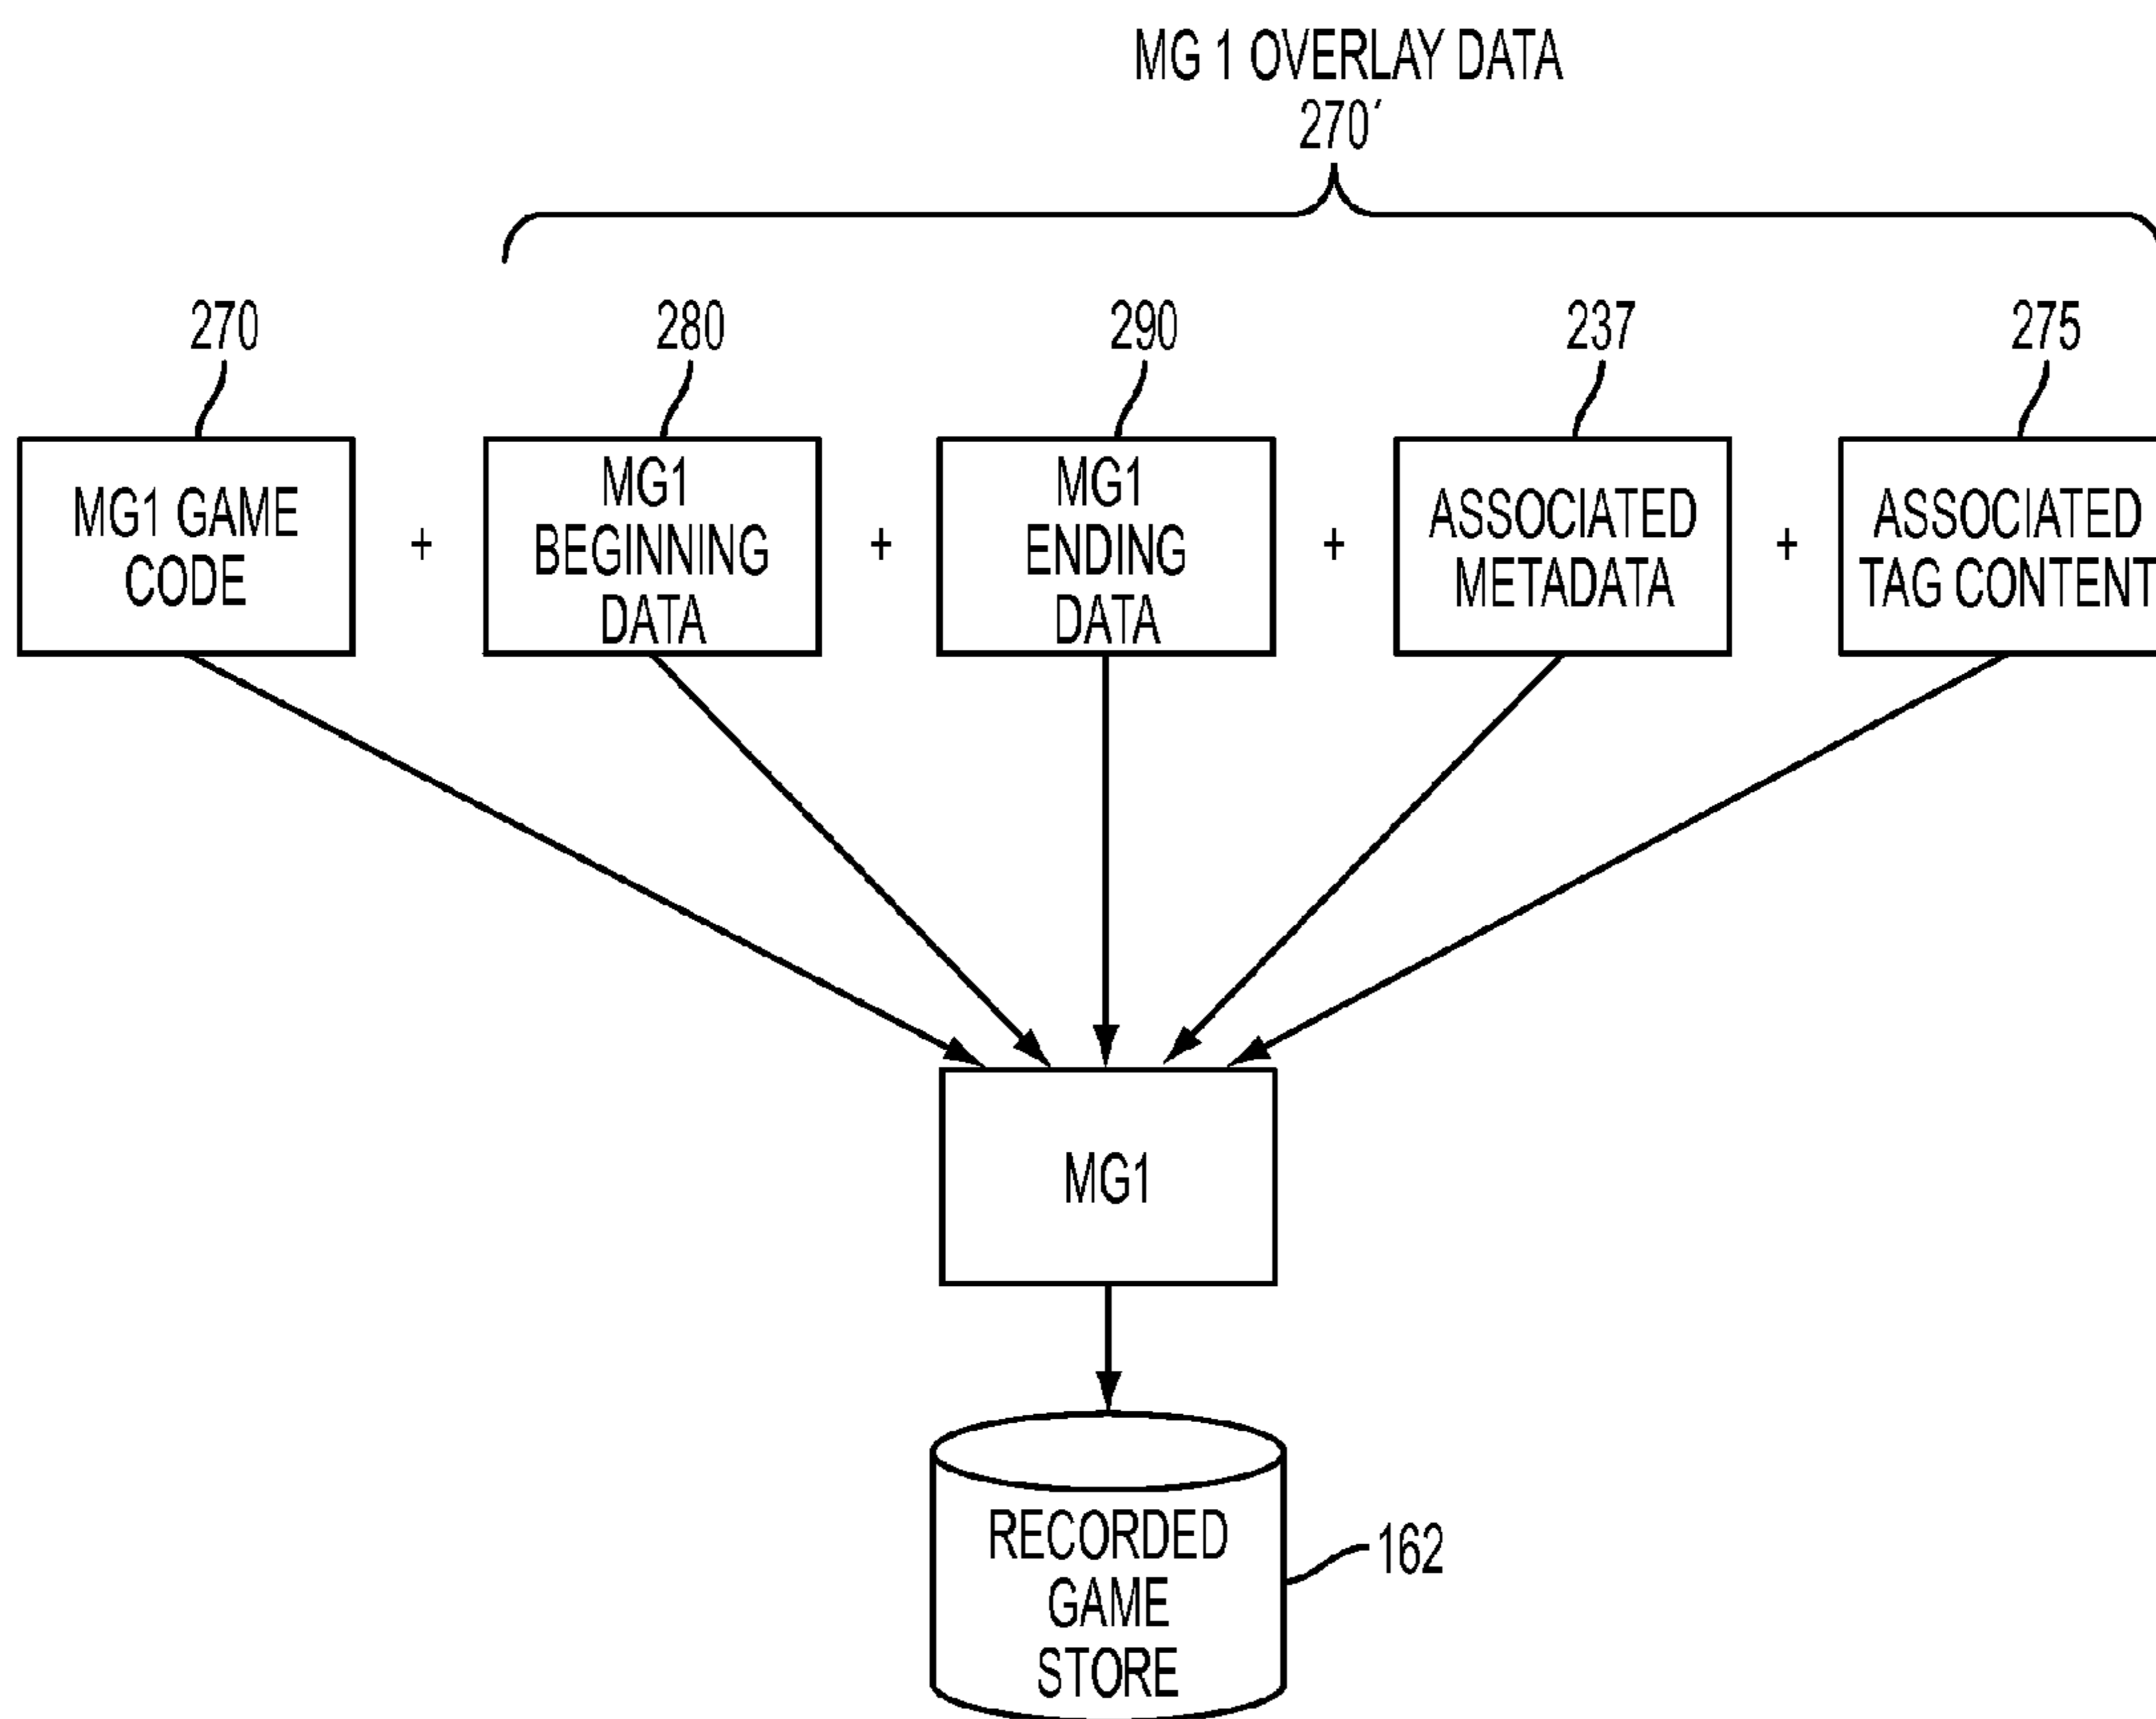 MG 1 OVERLAY DATA
270´
270
280
290
237
275
MG1 GAME
CODE
+
MG1
BEGINNING
DATA
+
MG1
ENDING
DATA
+
ASSOCIATED
METADATA
+
ASSOCIATED
TAG CONTENT
MG1
RECORDED
GAME
STORE
162